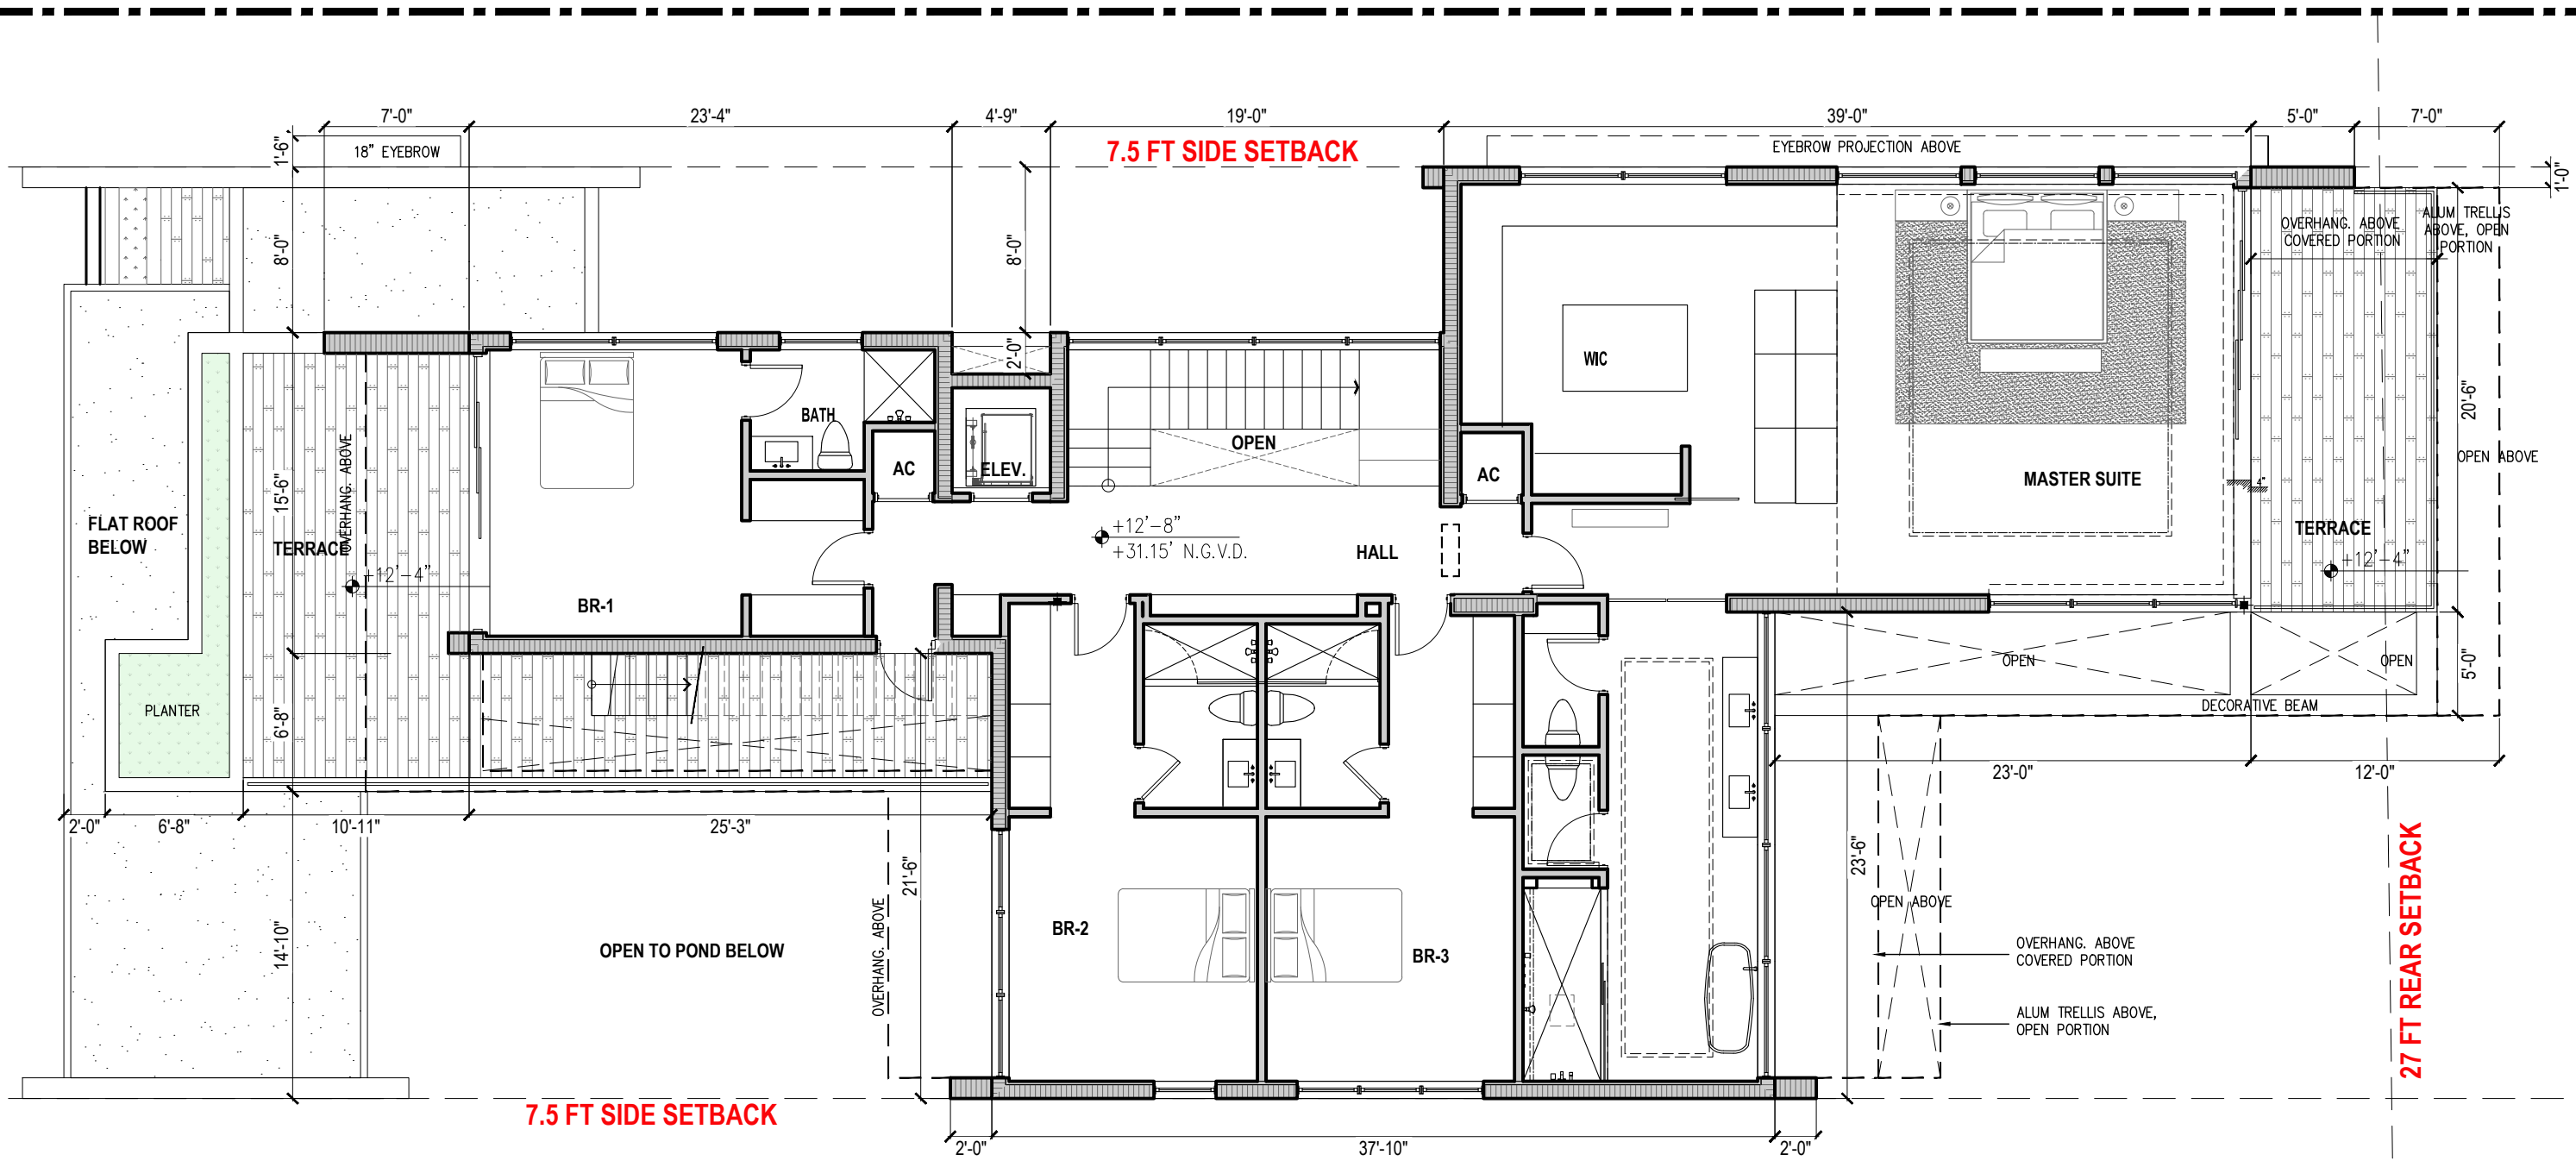 7'-0"
23'-4"
4'-9"
19'-0"
39'-0"
5'-0"
7'-0"
1'-6"
18" EYEBROW
7.5 FT SIDE SETBACK
EYEBROW PROJECTION ABOVE
1'-0"
8'-0"
8'-0"
OVERHANG. ABOVE
COVERED PORTION
ALUM TRELLIS
ABOVE, OPEN
PORTION
2'-0"
WIC
BATH
OPEN
AC
ELEV.
AC
MASTER SUITE
4"
20'-6"
OPEN ABOVE
OVERHANG. ABOVE
15'-6"
FLAT ROOF
BELOW
TERRACE
+12'-4"
+12'-8"
+31.15' N.G.V.D.
HALL
TERRACE
+12'-4"
BR-1
OPEN
OPEN
5'-0"
PLANTER
6'-8"
DECORATIVE BEAM
23'-0"
12'-0"
2'-0"
6'-8"
10'-11"
25'-3"
21'-6"
23'-6"
OVERHANG. ABOVE
OPEN ABOVE
14'-10"
OPEN TO POND BELOW
BR-2
BR-3
OVERHANG. ABOVE
COVERED PORTION
ALUM TRELLIS ABOVE,
OPEN PORTION
27 FT REAR SETBACK
7.5 FT SIDE SETBACK
2'-0"
37'-10"
2'-0"